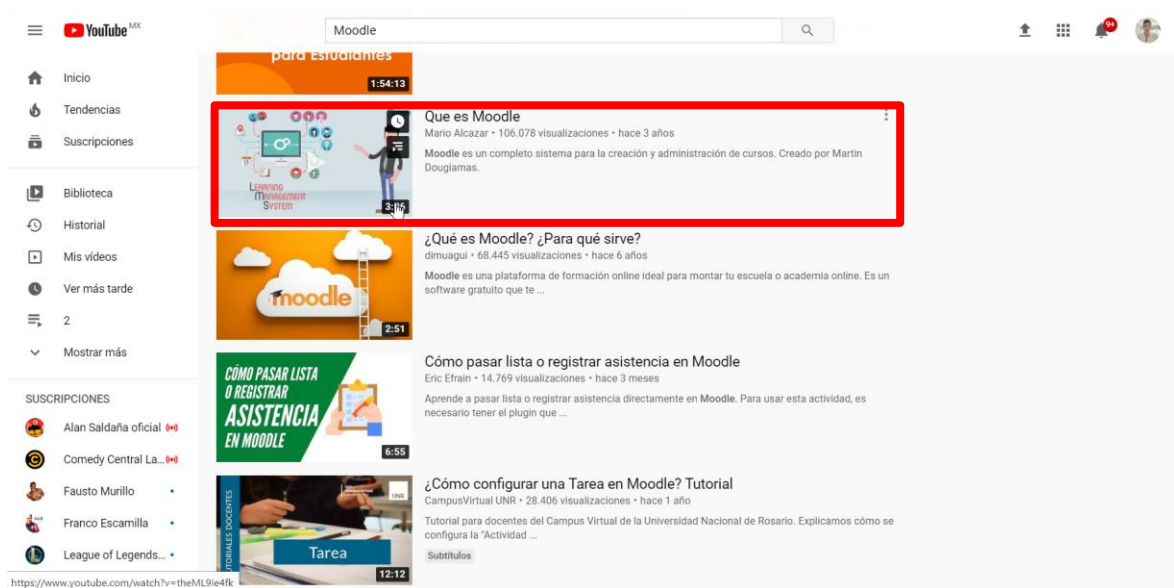 YouTube MX
Moodle
9+
Inicio
Tendencias
Suscripciones
Biblioteca
Historial
Mis vídeos
Ver más tarde
2
Mostrar más
SUSCRIPCIONES
Alan Saldaña oficial
Comedy Central La...
Fausto Murillo
Franco Escamilla
League of Legends...
para Estudiantes
1:54:13
LEARNING
MANAGEMENT
SYSTEM
Que es Moodle
Mario Alcazar • 106.078 visualizaciones • hace 3 años
Moodle es un completo sistema para la creación y administración de cursos. Creado por Martin
Dougiamas.
moodle
2:51
¿Qué es Moodle? ¿Para qué sirve?
dimuagui • 68.445 visualizaciones • hace 6 años
Moodle es una plataforma de formación online ideal para montar tu escuela o academia online. Es un
software gratuito que te ...
CÓMO PASAR LISTA
O REGISTRAR
ASISTENCIA
EN MOODLE
6:55
Cómo pasar lista o registrar asistencia en Moodle
Eric Efrain • 14.769 visualizaciones • hace 3 meses
Aprende a pasar lista o registrar asistencia directamente en Moodle. Para usar esta actividad, es
necesario tener el plugin que ...
TUTORIALES DOCENTES
UNR
Tarea
12:12
¿Cómo configurar una Tarea en Moodle? Tutorial
CampusVirtual UNR • 28.406 visualizaciones • hace 1 año
Tutorial para docentes del Campus Virtual de la Universidad Nacional de Rosario. Explicamos cómo se
configura la "Actividad ...
Subtítulos
https://www.youtube.com/watch?v=theML9Ie4fk